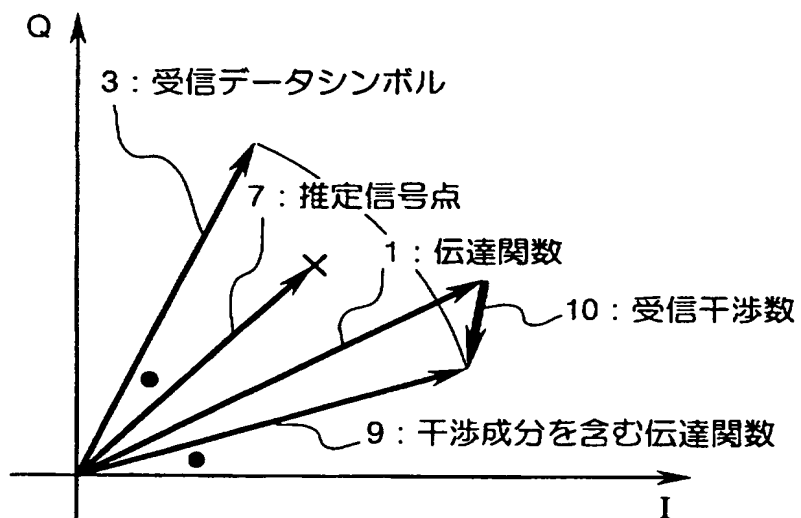 Q
3：受信データシンボル
7：推定信号点
1：伝達関数
10：受信干渉数
9：干渉成分を含む伝達関数
I